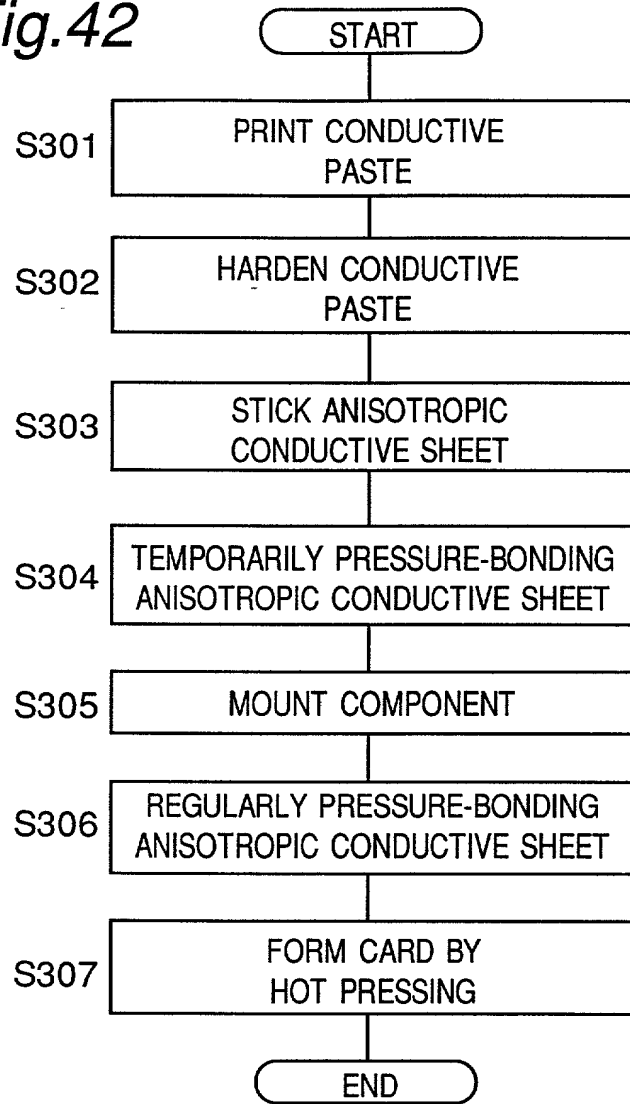 ig.42
START
S301
PRINT CONDUCTIVE
PASTE
S302
HARDEN CONDUCTIVE
PASTE
S303
STICK ANISOTROPIC
CONDUCTIVE SHEET
S304
TEMPORARILY PRESSURE-BONDING
ANISOTROPIC CONDUCTIVE SHEET
S305
MOUNT COMPONENT
S306
REGULARLY PRESSURE-BONDING
ANISOTROPIC CONDUCTIVE SHEET
S307
FORM CARD BY
HOT PRESSING
END